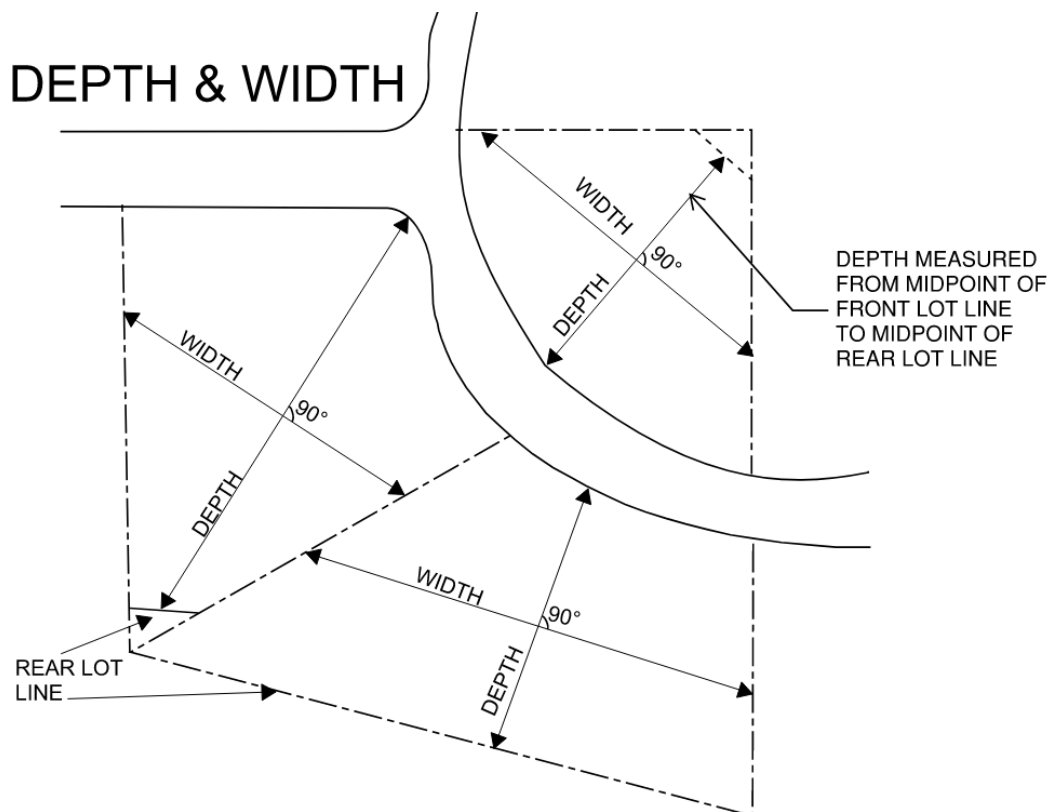 DEPTH & WIDTH
WIDTH
90°
DEPTH
DEPTH MEASURED
FROM MIDPOINT OF
FRONT LOT LINE
TO MIDPOINT OF
REAR LOT LINE
WIDTH
90°
DEPTH
WIDTH
90°
DEPTH
REAR LOT
LINE